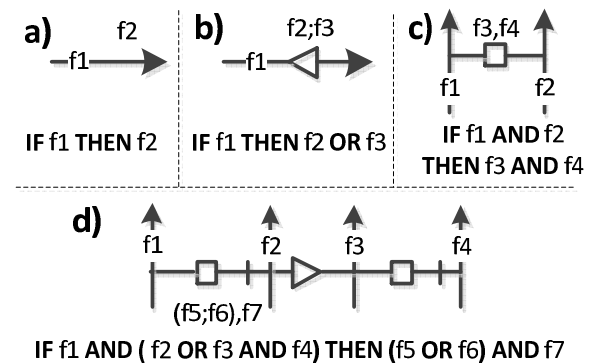 a)
f2
f1
IF f1 THEN f2
b)
f2;f3
f1
IF f1 THEN f2 OR f3
c)
f3,f4
f1
f2
IF f1 AND f2
THEN f3 AND f4
d)
f1
f2
f3
f4
(f5;f6),f7
IF f1 AND ( f2 OR f3 AND f4) THEN (f5 OR f6) AND f7